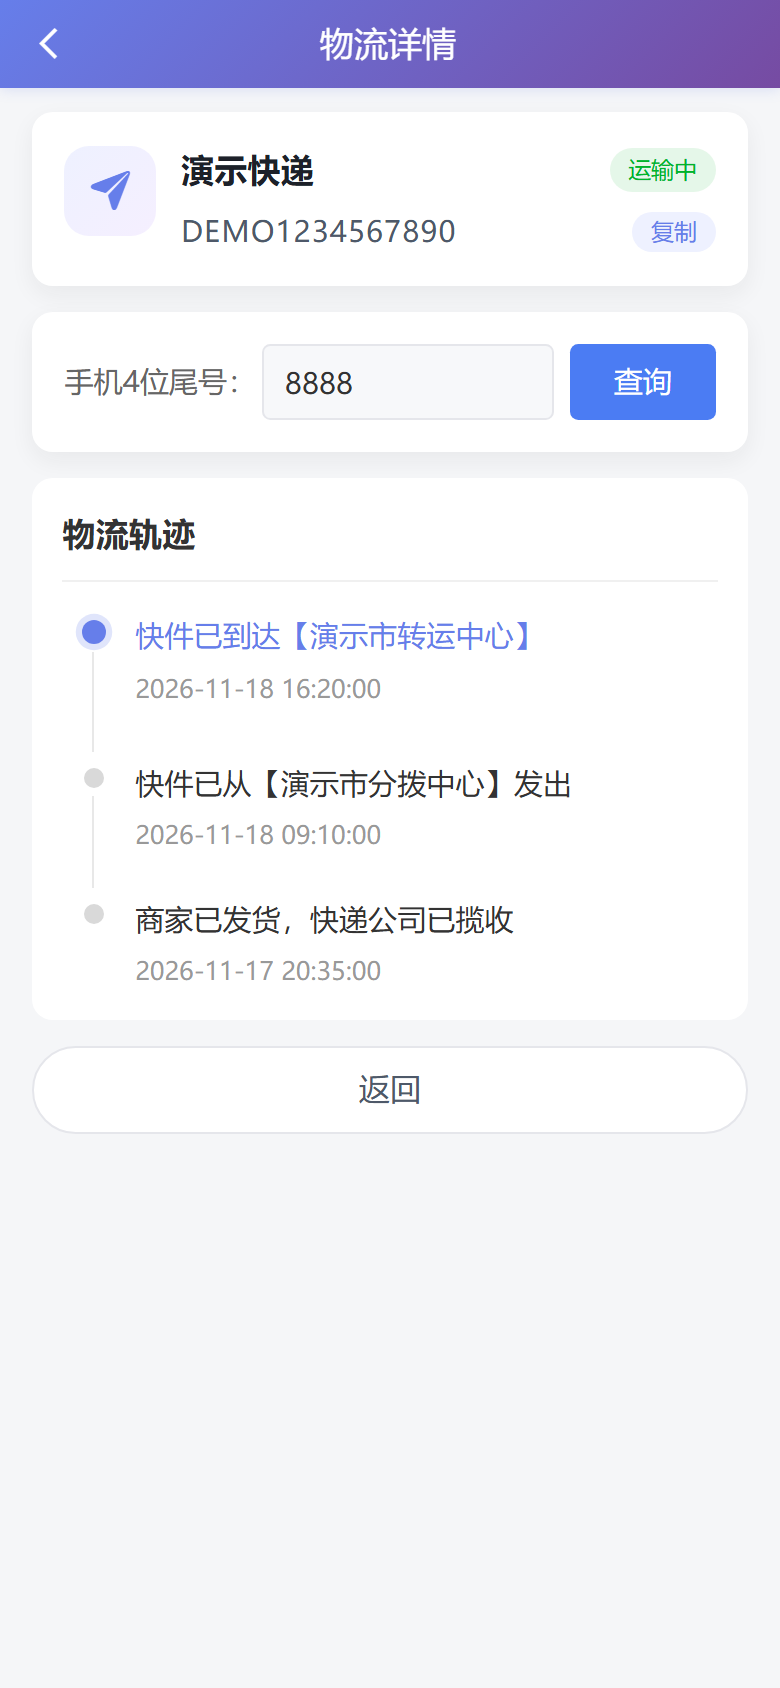 物流详情
演示快递
运输中
DEMO1234567890
复制
手机4位尾号：
8888
查询
物流轨迹
快件已到达【演示市转运中心】
2026-11-18 16:20:00
快件已从【演示市分拨中心】发出
2026-11-18 09:10:00
商家已发货，快递公司已揽收
2026-11-17 20:35:00
返回